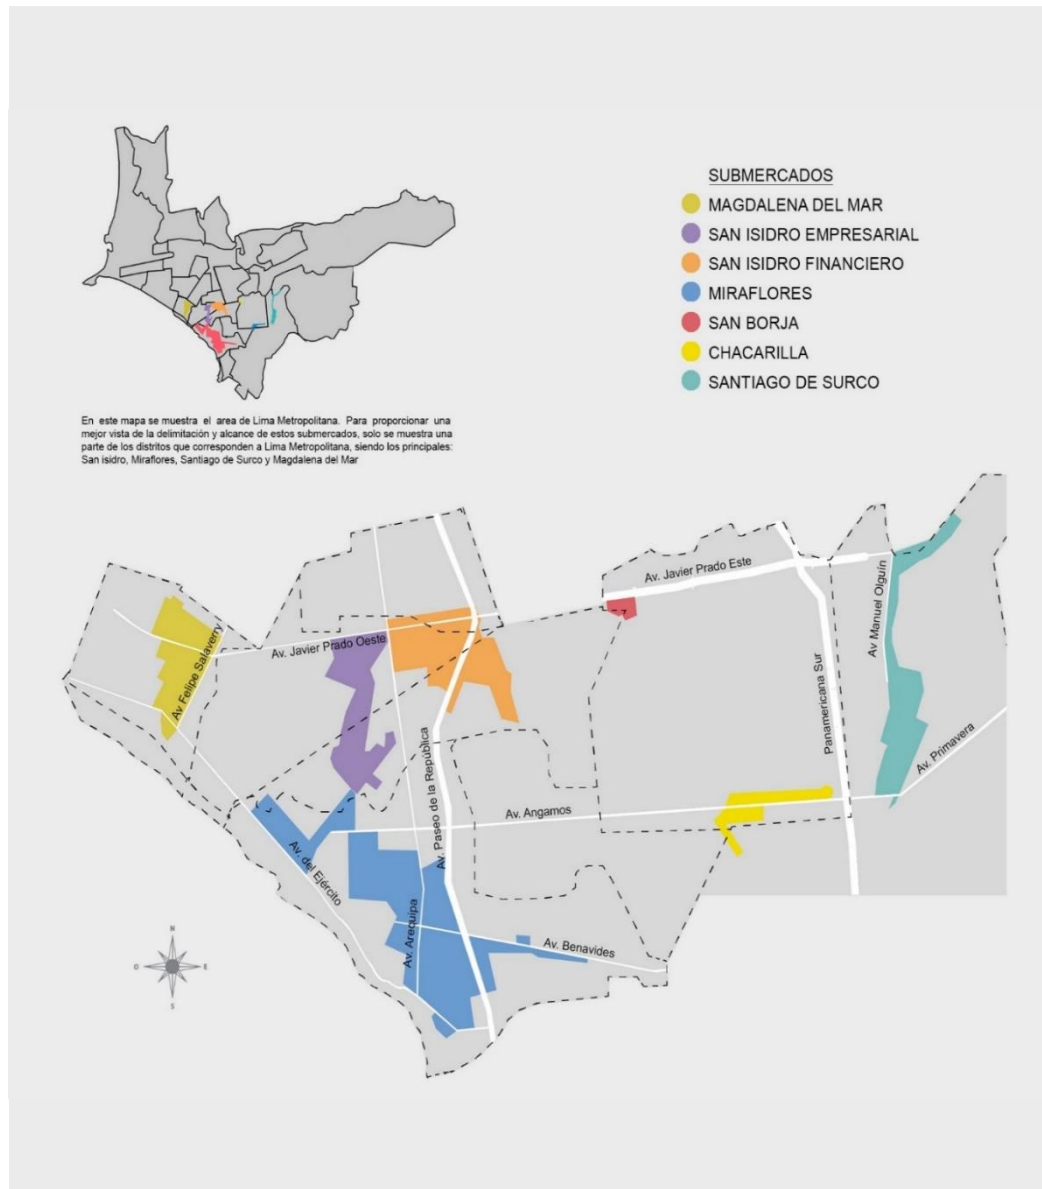 SUBMERCADOS
MAGDALENA DEL MAR
SAN ISIDRO EMPRESARIAL
SAN ISIDRO FINANCIERO
MIRAFLORES
SAN BORJA
CHACARILLA
SANTIAGO DE SURCO
En este mapa se muestra el area de Lima Metropolitana. Para proporcionar una
mejor vista de la delimitación y alcance de estos submercados, solo se muestra una
parte de los distritos que corresponden a Lima Metropolitana, siendo los principales:
San isidro, Miraflores, Santiago de Surco y Magdalena del Mar
Av. Javier Prado Este
Av Manuel Olguín
Av. Javier Prado Oeste
Av Felipe Salaverry
Panamericana Sur
Av. Primavera
Av. Paseo de la República
Av. Angamos
Av. del Ejército
Av. Arequipa
Av. Benavides
N
O
E
S